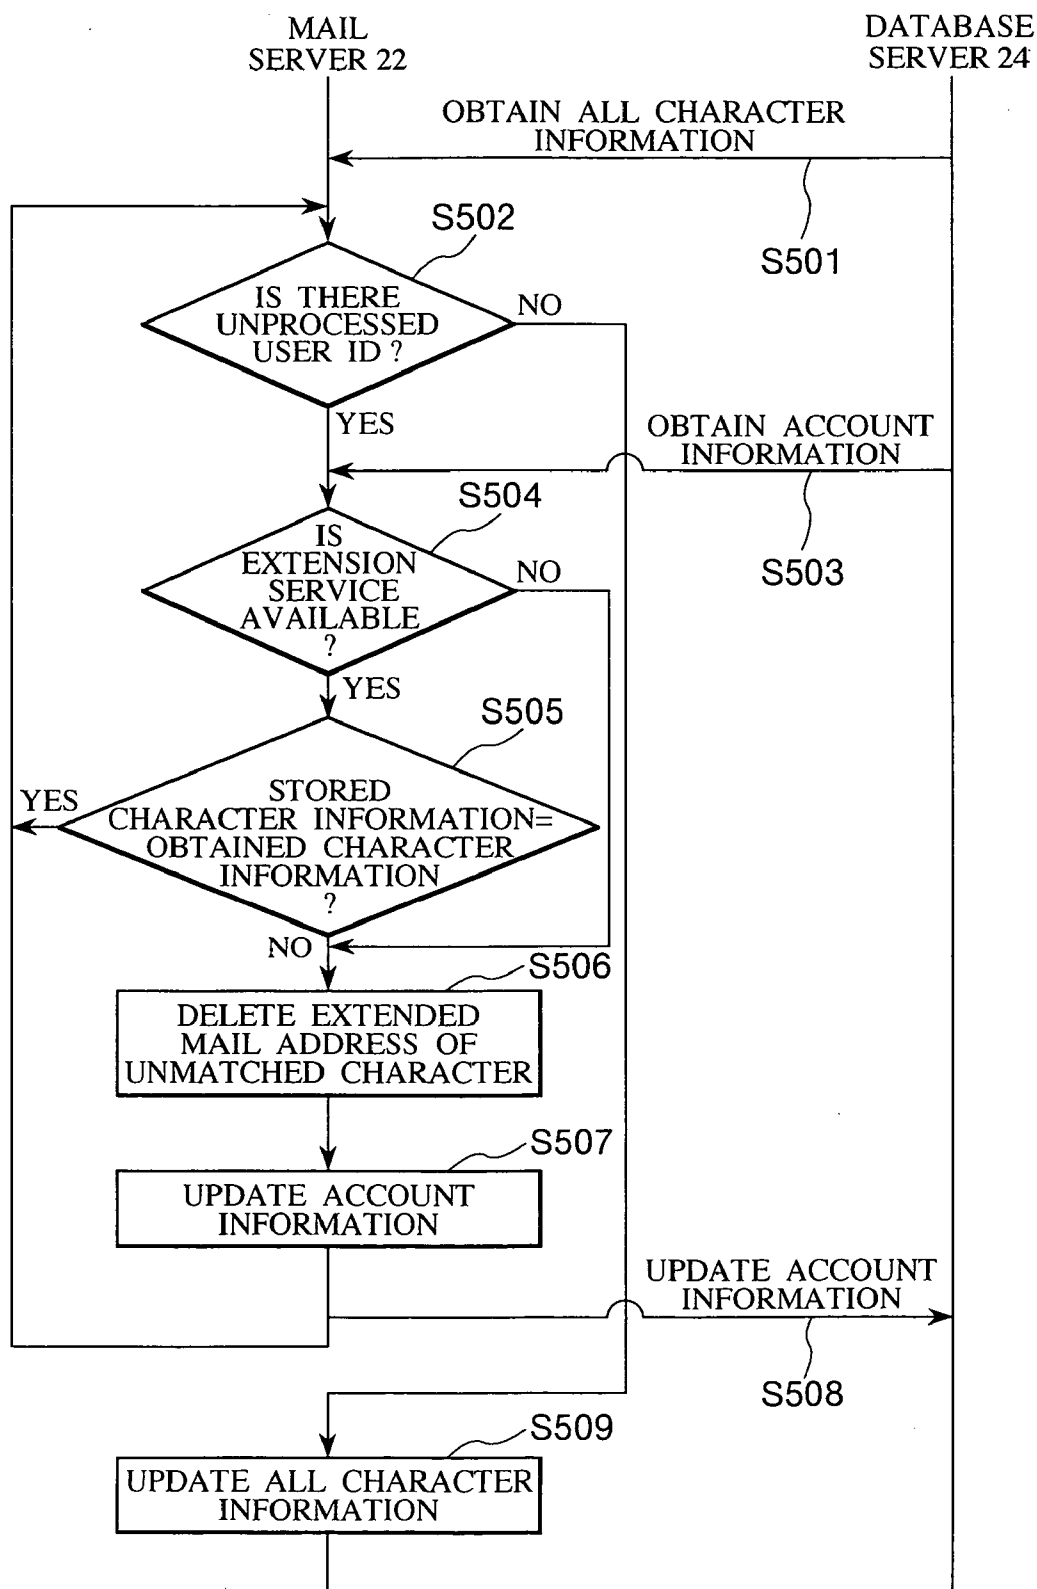 MAIL
SERVER 22
DATABASE
SERVER 24
OBTAIN ALL CHARACTER
INFORMATION
S501
S502
IS THERE
UNPROCESSED
USER ID ?
NO
YES
OBTAIN ACCOUNT
INFORMATION
S503
S504
IS
EXTENSION
SERVICE
AVAILABLE
?
NO
YES
S505
STORED
CHARACTER INFORMATION=
OBTAINED CHARACTER
INFORMATION
?
YES
NO
S506
DELETE EXTENDED
MAIL ADDRESS OF
UNMATCHED CHARACTER
S507
UPDATE ACCOUNT
INFORMATION
UPDATE ACCOUNT
INFORMATION
S508
S509
UPDATE ALL CHARACTER
INFORMATION